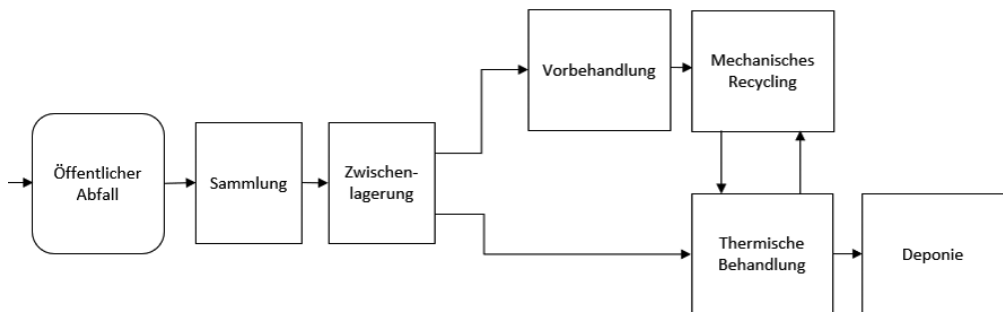 Öffentlicher
Abfall
Sammlung
Zwischen-
lagerung
Vorbehandlung
Mechanisches
Recycling
Thermische
Behandlung
Deponie